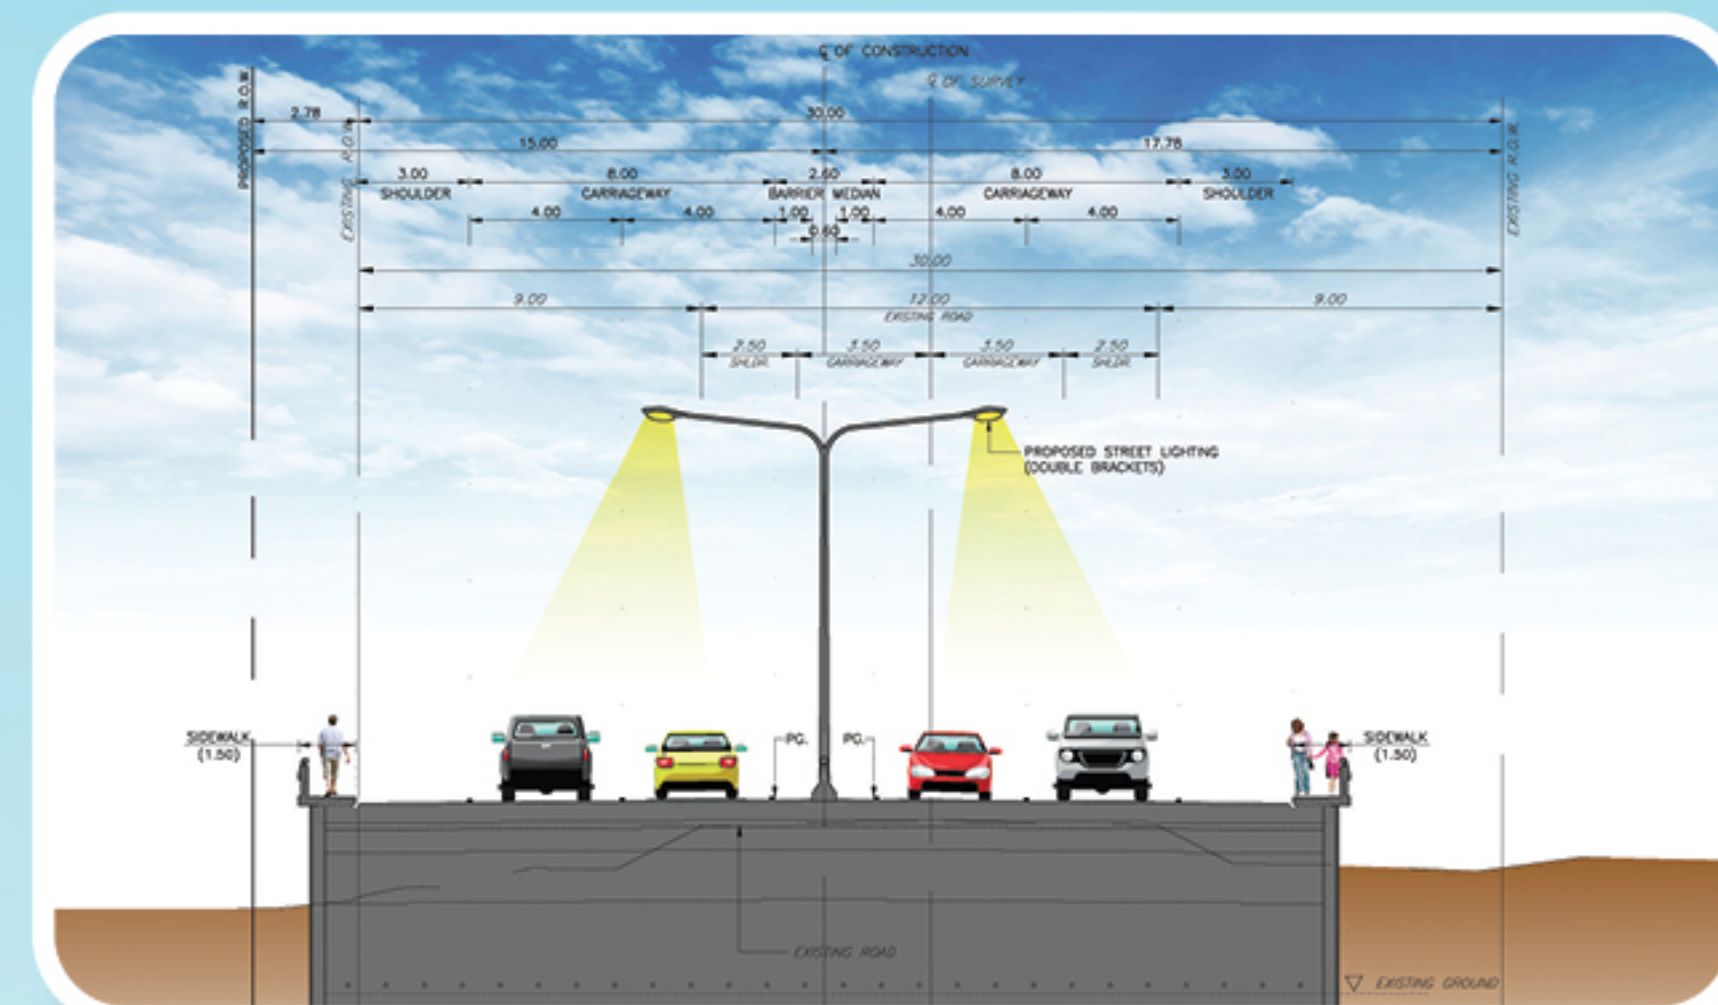 ℄ OF CONSTRUCTION
℄ OF SURVEY
PROPOSED R.O.W.
2.78
EXISTING R.O.W.
30.00
EXISTING R.O.W.
15.00
17.78
3.00
8.00
2.60
8.00
3.00
SHOULDER
CARRIAGEWAY
BARRIER MEDIAN
CARRIAGEWAY
SHOULDER
4.00
4.00
1.00
1.00
4.00
4.00
0.60
30.00
9.00
12.00
9.00
EXISTING ROAD
2.50
3.50
3.50
2.50
SHLDR.
CARRIAGEWAY
CARRIAGEWAY
SHLDR.
PROPOSED STREET LIGHTING
(DOUBLE BRACKETS)
SIDEWALK
(1.50)
PG.
PG.
SIDEWALK
(1.50)
EXISTING ROAD
EXISTING GROUND